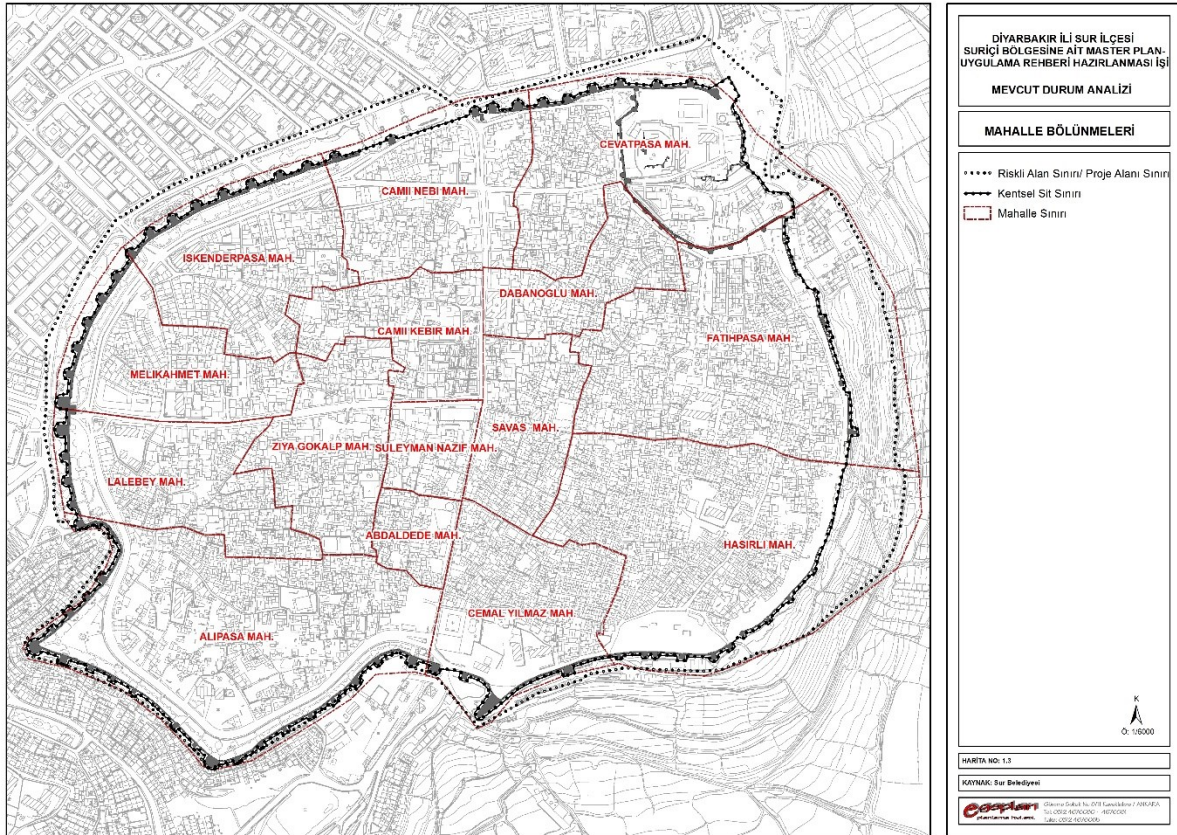 CEVATPASA MAH.
CAMII NEBI MAH.
ISKENDERPASA MAH.
DABANOGLU MAH.
CAMII KEBIR MAH.
FATIHPASA MAH.
MELIKAHMET MAH.
SAVAS MAH.
ZIYA GOKALP MAH.
SULEYMAN NAZIF MAH.
LALEBEY MAH.
ABDALDEDE MAH.
HASIRLI MAH.
CEMAL YILMAZ MAH.
ALIPASA MAH.
DİYARBAKIR İLİ SUR İLÇESİ
SURİÇİ BÖLGESİNE AİT MASTER PLAN-
UYGULAMA REHBERİ HAZIRLANMASI İŞİ
MEVCUT DURUM ANALİZİ
MAHALLE BÖLÜNMELERİ
Riskli Alan Sınırı/ Proje Alanı Sınırı
Kentsel Sit Sınırı
Mahalle Sınırı
K
Ö: 1/6000
HARİTA NO: 1.3
KAYNAK: Sur Belediyesi
egeplan
planlama ltd.şti.